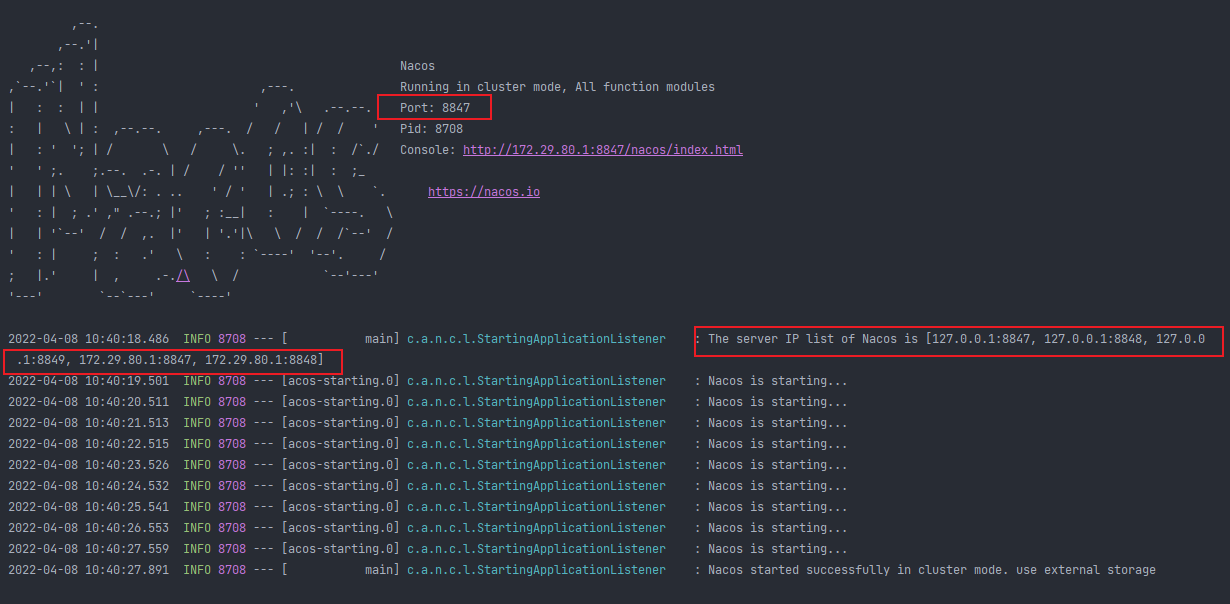 Nacos
Running in cluster mode, All function modules
Port: 8847
Pid: 8708
Console: http://172.29.80.1:8847/nacos/index.html
https://nacos.io
2022-04-08 10:40:18.486  INFO 8708 --- [           main] c.a.n.c.l.StartingApplicationListener    : The server IP list of Nacos is [127.0.0.1:8847, 127.0.0.1:8848, 127.0.0
.1:8849, 172.29.80.1:8847, 172.29.80.1:8848]
2022-04-08 10:40:19.501  INFO 8708 --- [acos-starting.0] c.a.n.c.l.StartingApplicationListener    : Nacos is starting...
2022-04-08 10:40:20.511  INFO 8708 --- [acos-starting.0] c.a.n.c.l.StartingApplicationListener    : Nacos is starting...
2022-04-08 10:40:21.513  INFO 8708 --- [acos-starting.0] c.a.n.c.l.StartingApplicationListener    : Nacos is starting...
2022-04-08 10:40:22.515  INFO 8708 --- [acos-starting.0] c.a.n.c.l.StartingApplicationListener    : Nacos is starting...
2022-04-08 10:40:23.526  INFO 8708 --- [acos-starting.0] c.a.n.c.l.StartingApplicationListener    : Nacos is starting...
2022-04-08 10:40:24.532  INFO 8708 --- [acos-starting.0] c.a.n.c.l.StartingApplicationListener    : Nacos is starting...
2022-04-08 10:40:25.541  INFO 8708 --- [acos-starting.0] c.a.n.c.l.StartingApplicationListener    : Nacos is starting...
2022-04-08 10:40:26.553  INFO 8708 --- [acos-starting.0] c.a.n.c.l.StartingApplicationListener    : Nacos is starting...
2022-04-08 10:40:27.559  INFO 8708 --- [acos-starting.0] c.a.n.c.l.StartingApplicationListener    : Nacos is starting...
2022-04-08 10:40:27.891  INFO 8708 --- [           main] c.a.n.c.l.StartingApplicationListener    : Nacos started successfully in cluster mode. use external storage